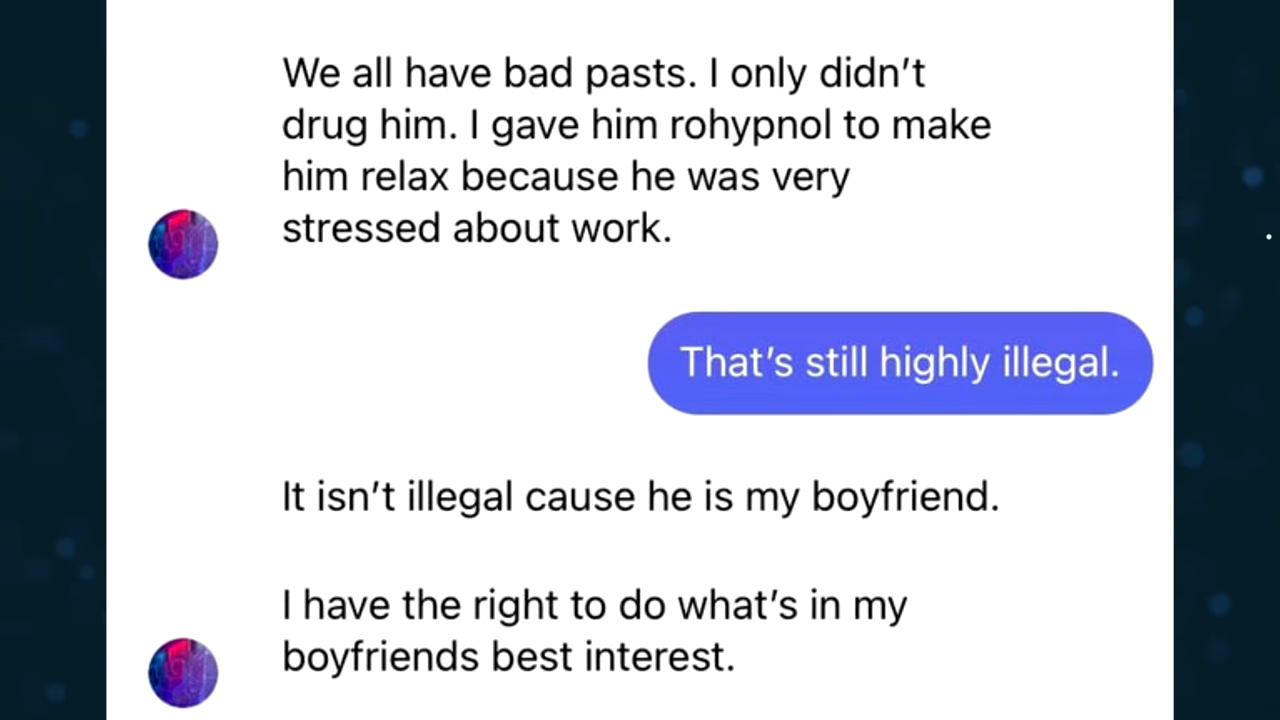 We all have bad pasts. I only didn’t
drug him. I gave him rohypnol to make
him relax because he was very
stressed about work.
That’s still highly illegal.
It isn’t illegal cause he is my boyfriend.
I have the right to do what’s in my
boyfriends best interest.